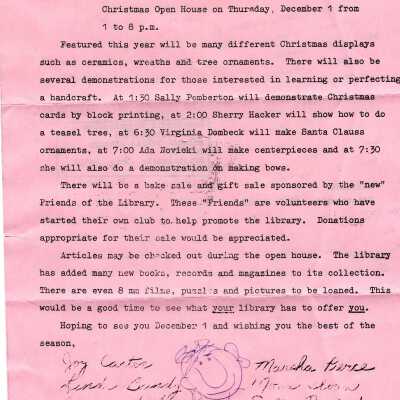 Christmas Open House on Thursday, December 1 from
1 to 8 p.m.
Featured this year will be many different Christmas displays
such as ceramics, wreaths and tree ornaments. There will also be
several demonstrations for those interested in learning or perfecting
a handcraft. At 1:30 Sally Pemberton will demonstrate Christmas
cards by block printing, at 2:00 Sherry Hacker will show how to do
a teasel tree, at 6:30 Virginia Dombeck will make Santa Clauss
ornaments, at 7:00 Ada Novicki will make centerpieces and at 7:30
she will also do a demonstration on making bows.
There will be a bake sale and gift sale sponsored by the "new"
Friends of the Library. These "Friends" are volunteers who have
started their own club to help promote the library. Donations
appropriate for their sale would be appreciated.
Articles may be checked out during the open house. The library
has added many new books, records and magazines to its collection.
There are even 8 mm films, puzzles and pictures to be loaned. This
would be a good time to see what your library has to offer you.
Hoping to see you December 1 and wishing you the best of the
season,
Joy Carter
Marcha